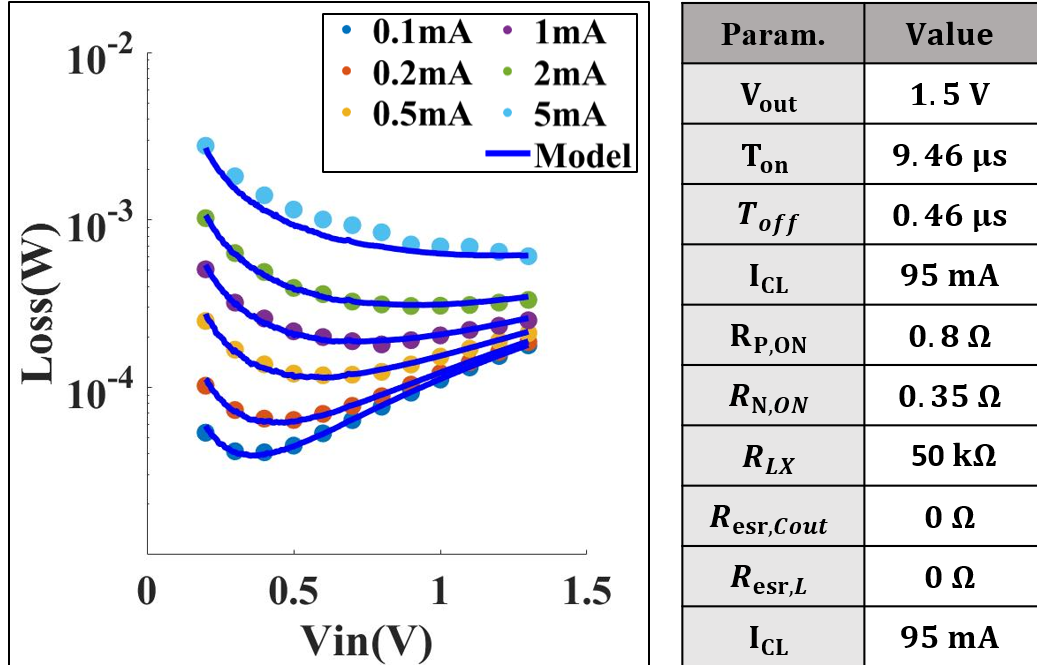 Loss(W)
10-2
10-3
10-4
0.1mA 1mA
0.2mA 2mA
0.5mA 5mA
Model
0 0.5 1 1.5
Vin(V)
Param. Value
Vout 1.5 V
Ton 9.46 μs
Toff 0.46 μs
ICL 95 mA
RP,ON 0.8 Ω
RN,ON 0.35 Ω
RLX 50 kΩ
Resr,Cout 0 Ω
Resr,L 0 Ω
ICL 95 mA